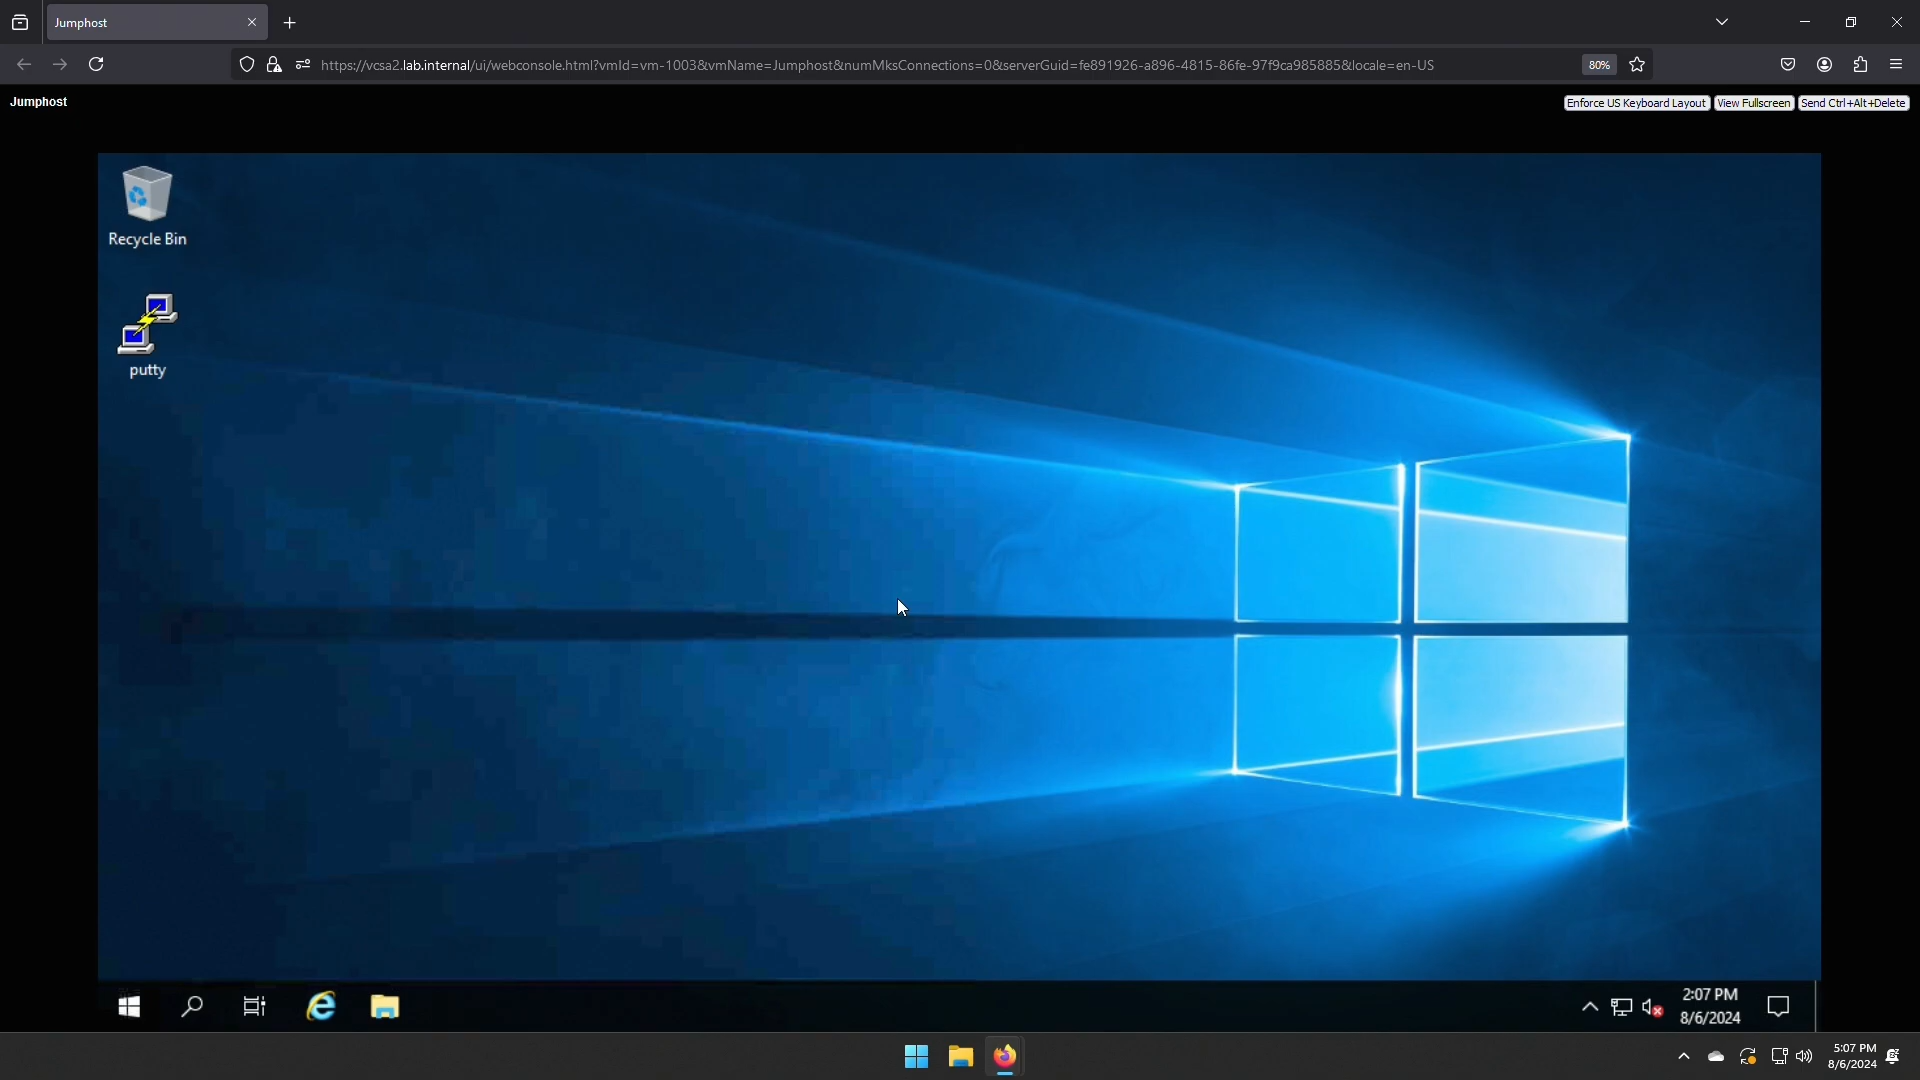 Jumphost
https://vcsa2.lab.internal/ui/webconsole.html?vmId=vm-1003&vmName=Jumphost&numMksConnections=0&serverGuid=fe891926-a896-4815-86fe-97f9ca985885&locale=en-US
80%
Jumphost
Enforce US Keyboard Layout
View Fullscreen
Send Ctrl+Alt+Delete
Recycle Bin
putty
2:07 PM
8/6/2024
5:07 PM
8/6/2024